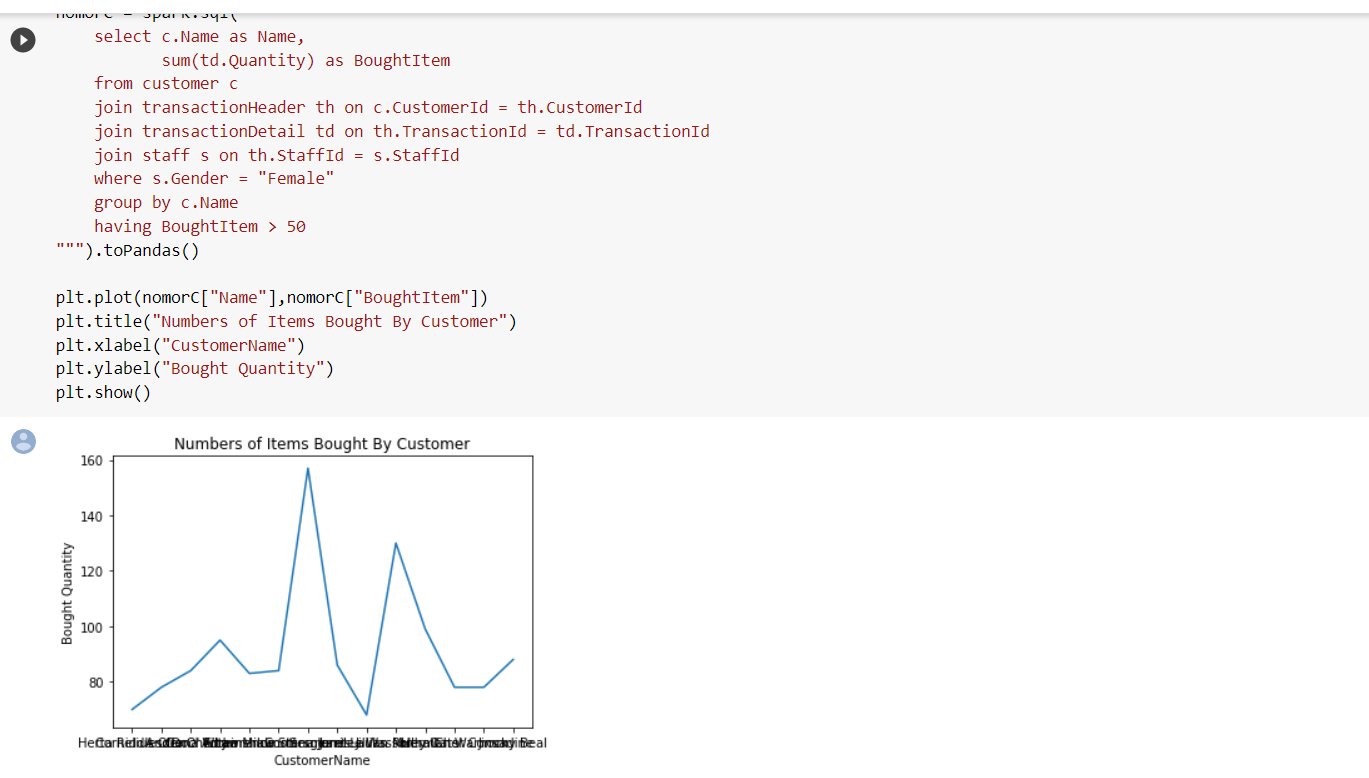 nomorC = spark.sql(
select c.Name as Name,
sum(td.Quantity) as BoughtItem
from customer c
join transactionHeader th on c.CustomerId = th.CustomerId
join transactionDetail td on th.TransactionId = td.TransactionId
join staff s on th.StaffId = s.StaffId
where s.Gender = "Female"
group by c.Name
having BoughtItem > 50
""").toPandas()
plt.plot(nomorC["Name"],nomorC["BoughtItem"])
plt.title("Numbers of Items Bought By Customer")
plt.xlabel("CustomerName")
plt.ylabel("Bought Quantity")
plt.show()
Numbers of Items Bought By Customer
160
140
120
100
80
Bought Quantity
Beal
CustomerName